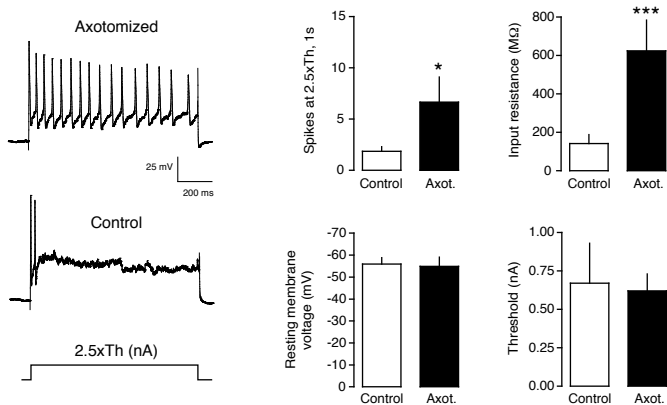 Axotomized
25 mV
200 ms
Control
2.5xTh (nA)
Spikes at 2.5xTh, 1s
15
10
5
0
*
Control
Axot.
Input resistance (MΩ)
800
600
400
200
0
***
Control
Axot.
Resting membrane
voltage (mV)
-70
-60
-50
-40
-30
-20
-10
0
Control
Axot.
Threshold (nA)
1.00
0.75
0.50
0.25
0.00
Control
Axot.